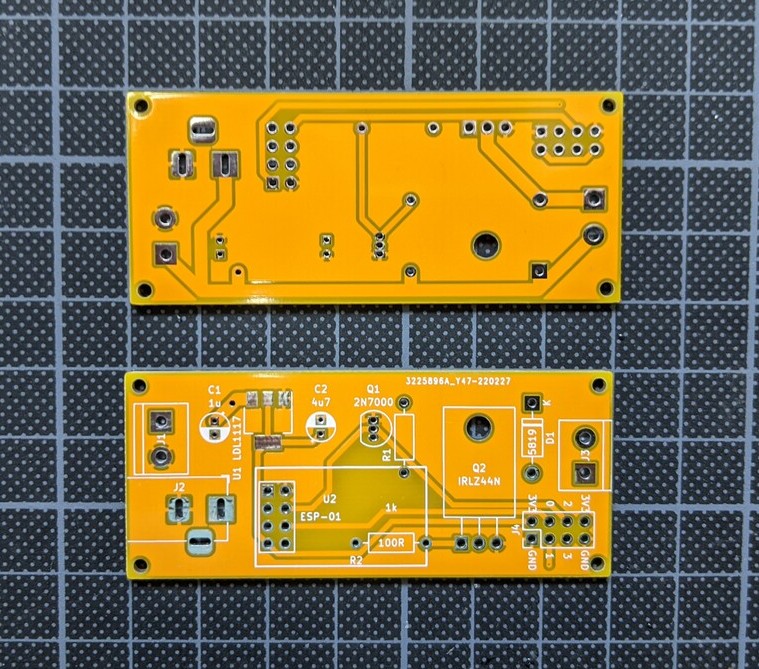 3225896A_Y47-220227
C1
1u
C2
4u7
Q1
2N7000
K
J1
U1 LDL1117
R1
5819
D1
J3
Q2
IRLZ44N
J2
U2
ESP-01
1k
3V3
0
2
3V3
J4
100R
R2
GND
1
3
GND